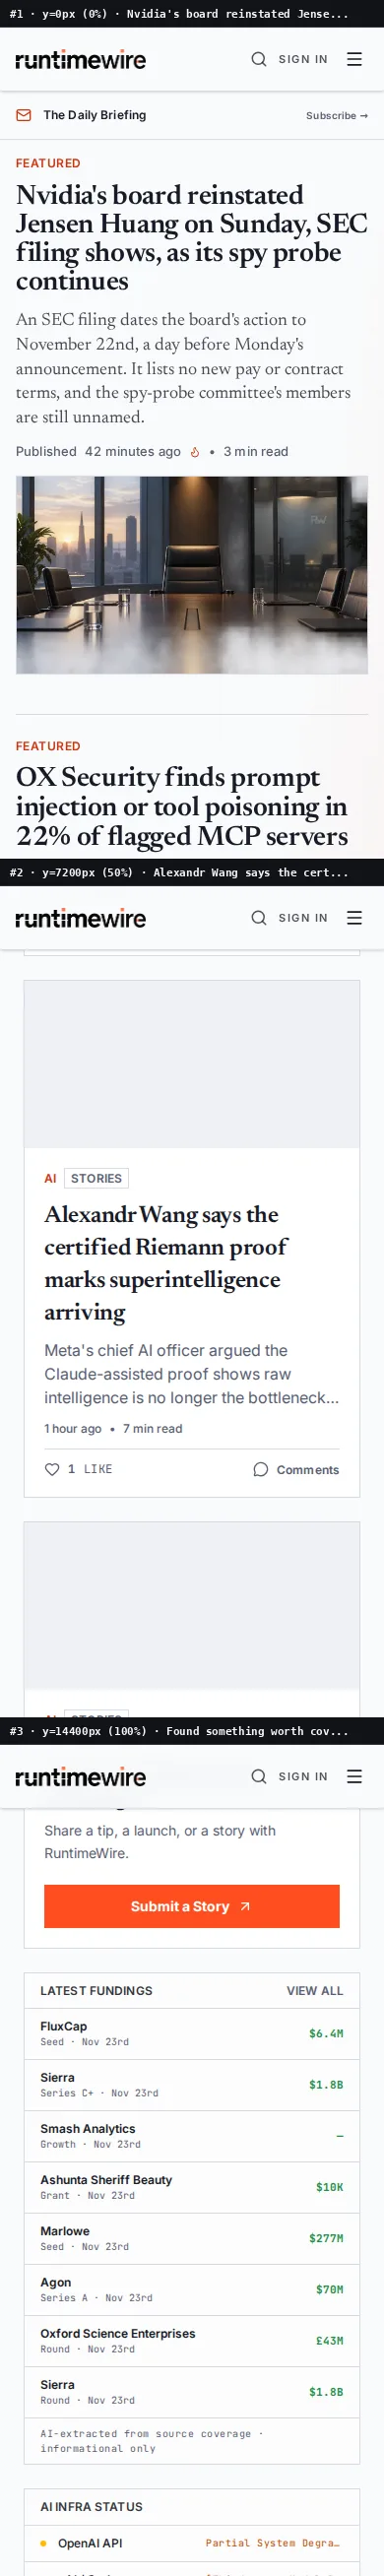 #1 · y=0px (0%) · Nvidia's board reinstated Jense...
runtimewire
SIGN IN
The Daily Briefing
Subscribe →
FEATURED
Nvidia's board reinstated
Jensen Huang on Sunday, SEC
filing shows, as its spy probe
continues
An SEC filing dates the board's action to
November 22nd, a day before Monday's
announcement. It lists no new pay or contract
terms, and the spy-probe committee's members
are still unnamed.
Published 42 minutes ago • 3 min read
FEATURED
OX Security finds prompt
injection or tool poisoning in
22% of flagged MCP servers
#2 · y=7200px (50%) · Alexandr Wang says the cert...
runtimewire
SIGN IN
AI STORIES
Alexandr Wang says the
certified Riemann proof
marks superintelligence
arriving
Meta's chief AI officer argued the
Claude-assisted proof shows raw
intelligence is no longer the bottleneck...
1 hour ago • 7 min read
1 LIKE
Comments
AI STORIES
#3 · y=14400px (100%) · Found something worth cov...
runtimewire
SIGN IN
Share a tip, a launch, or a story with
RuntimeWire.
Submit a Story
LATEST FUNDINGS
VIEW ALL
FluxCap
Seed · Nov 23rd
$6.4M
Sierra
Series C+ · Nov 23rd
$1.8B
Smash Analytics
Growth · Nov 23rd
—
Ashunta Sheriff Beauty
Grant · Nov 23rd
$10K
Marlowe
Seed · Nov 23rd
$277M
Agon
Series A · Nov 23rd
$70M
Oxford Science Enterprises
Round · Nov 23rd
£43M
Sierra
Round · Nov 23rd
$1.8B
AI-extracted from source coverage ·
informational only
AI INFRA STATUS
OpenAI API
Partial System Degra…